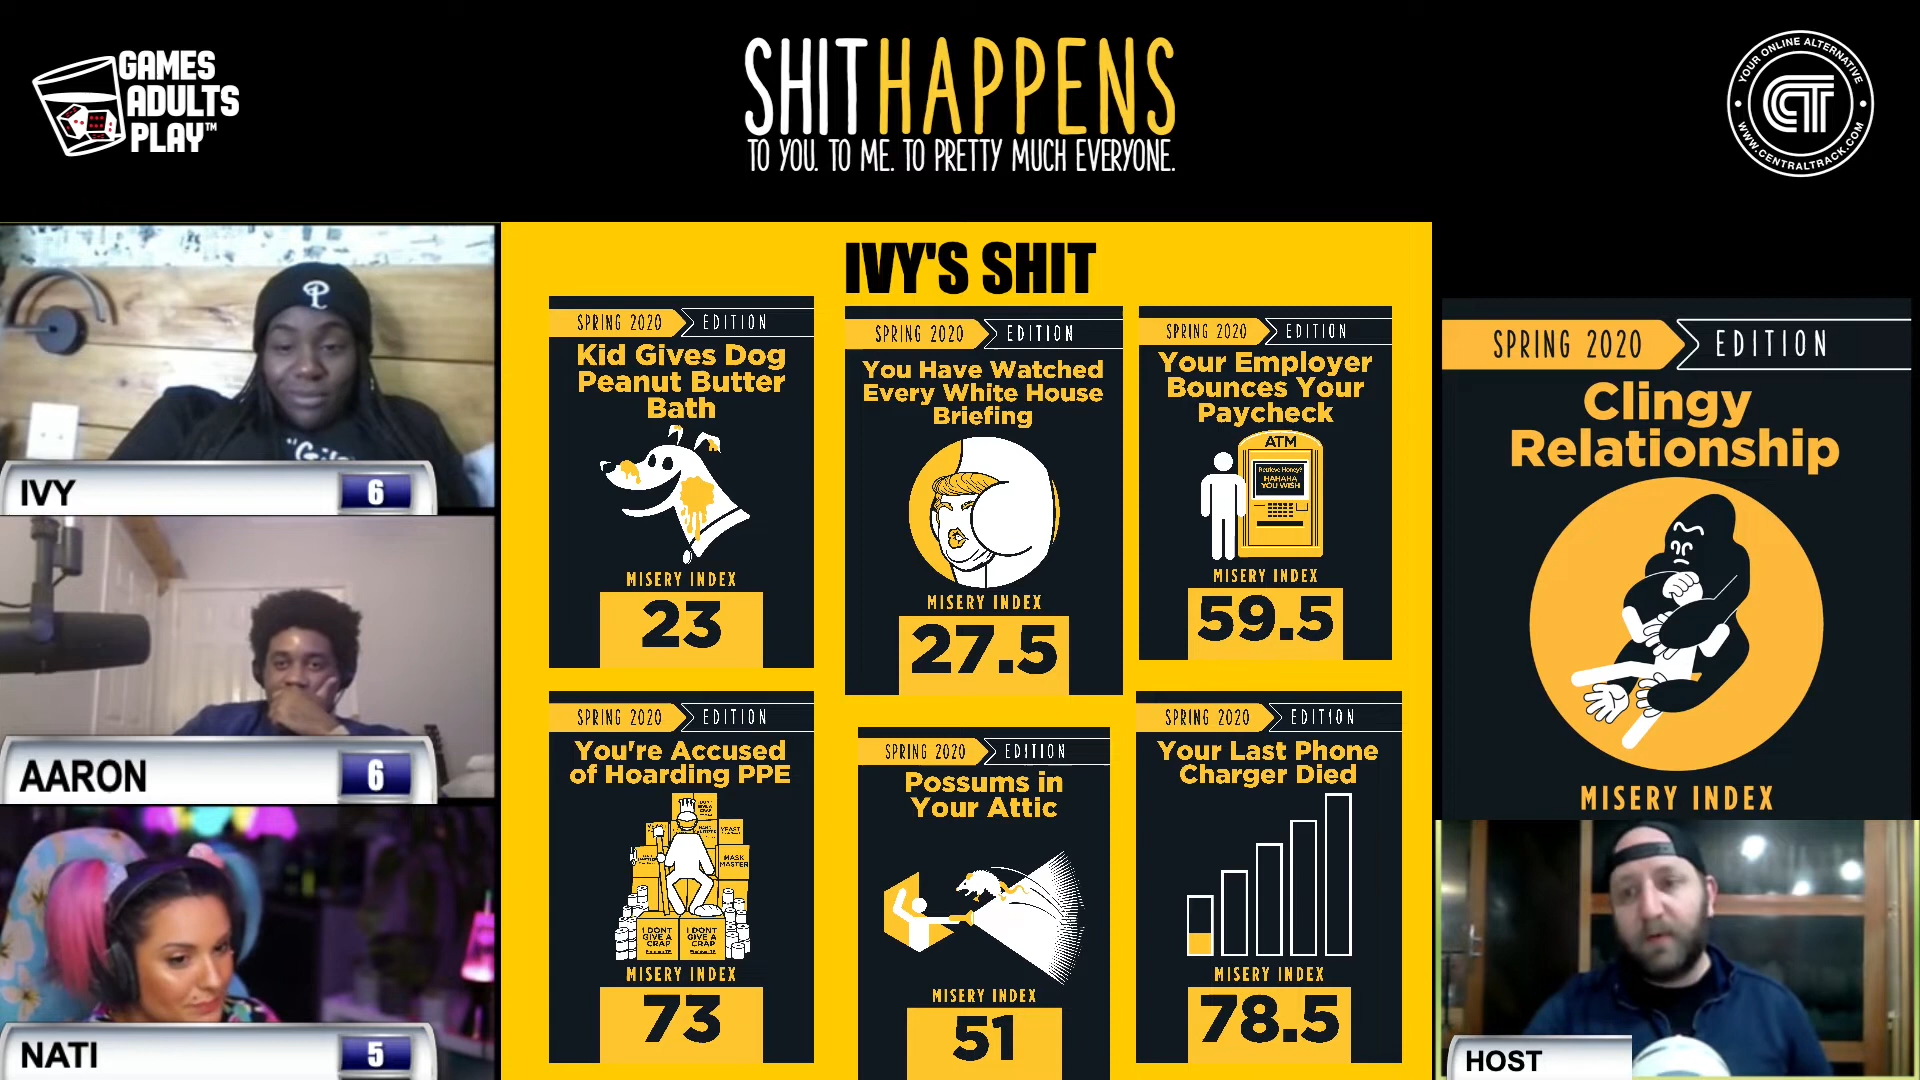 GAMES
ADULTS
PLAY™
SHIT HAPPENS
TO YOU. TO ME. TO PRETTY MUCH EVERYONE.
YOUR ONLINE ALTERNATIVE
CT
WWW.CENTRALTRACK.COM
IVY 6
AARON 6
NATI 5
IVY'S SHIT
SPRING 2020 EDITION
Kid Gives Dog
Peanut Butter
Bath
MISERY INDEX
23
SPRING 2020 EDITION
You Have Watched
Every White House
Briefing
MISERY INDEX
27.5
SPRING 2020 EDITION
Your Employer
Bounces Your
Paycheck
ATM
HAHAHA
YOU WISH
MISERY INDEX
59.5
SPRING 2020 EDITION
You're Accused
of Hoarding PPE
YEAST
MASK
MASTER
I DONT
GIVE A
CRAP
I DONT
GIVE A
CRAP
MISERY INDEX
73
SPRING 2020 EDITION
Possums in
Your Attic
MISERY INDEX
51
SPRING 2020 EDITION
Your Last Phone
Charger Died
MISERY INDEX
78.5
SPRING 2020 EDITION
Clingy
Relationship
MISERY INDEX
HOST